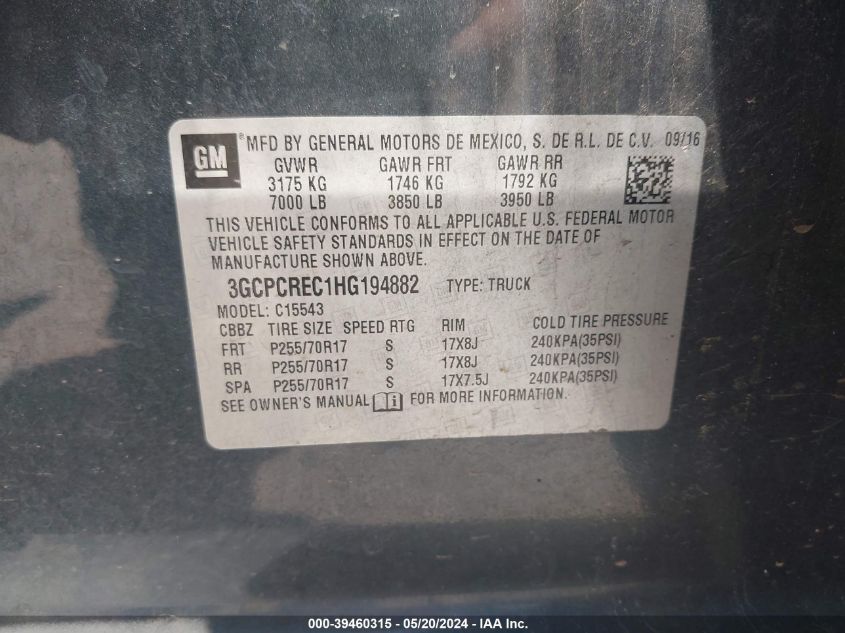 GM ® MFD BY GENERAL MOTORS DE MEXICO, S. DE R.L. DE C.V. 09/16
GVWR GAWR FRT GAWR RR
3175 KG 1746 KG 1792 KG
7000 LB 3850 LB 3950 LB
THIS VEHICLE CONFORMS TO ALL APPLICABLE U.S. FEDERAL MOTOR
VEHICLE SAFETY STANDARDS IN EFFECT ON THE DATE OF
MANUFACTURE SHOWN ABOVE.
3GCPCREC1HG194882 TYPE: TRUCK
MODEL: C15543
CBBZ TIRE SIZE SPEED RTG RIM COLD TIRE PRESSURE
FRT P255/70R17 S 17X8J 240KPA(35PSI)
RR P255/70R17 S 17X8J 240KPA(35PSI)
SPA P255/70R17 S 17X7.5J 240KPA(35PSI)
SEE OWNER'S MANUAL i FOR MORE INFORMATION.
000-39460315 - 05/20/2024 - IAA Inc.